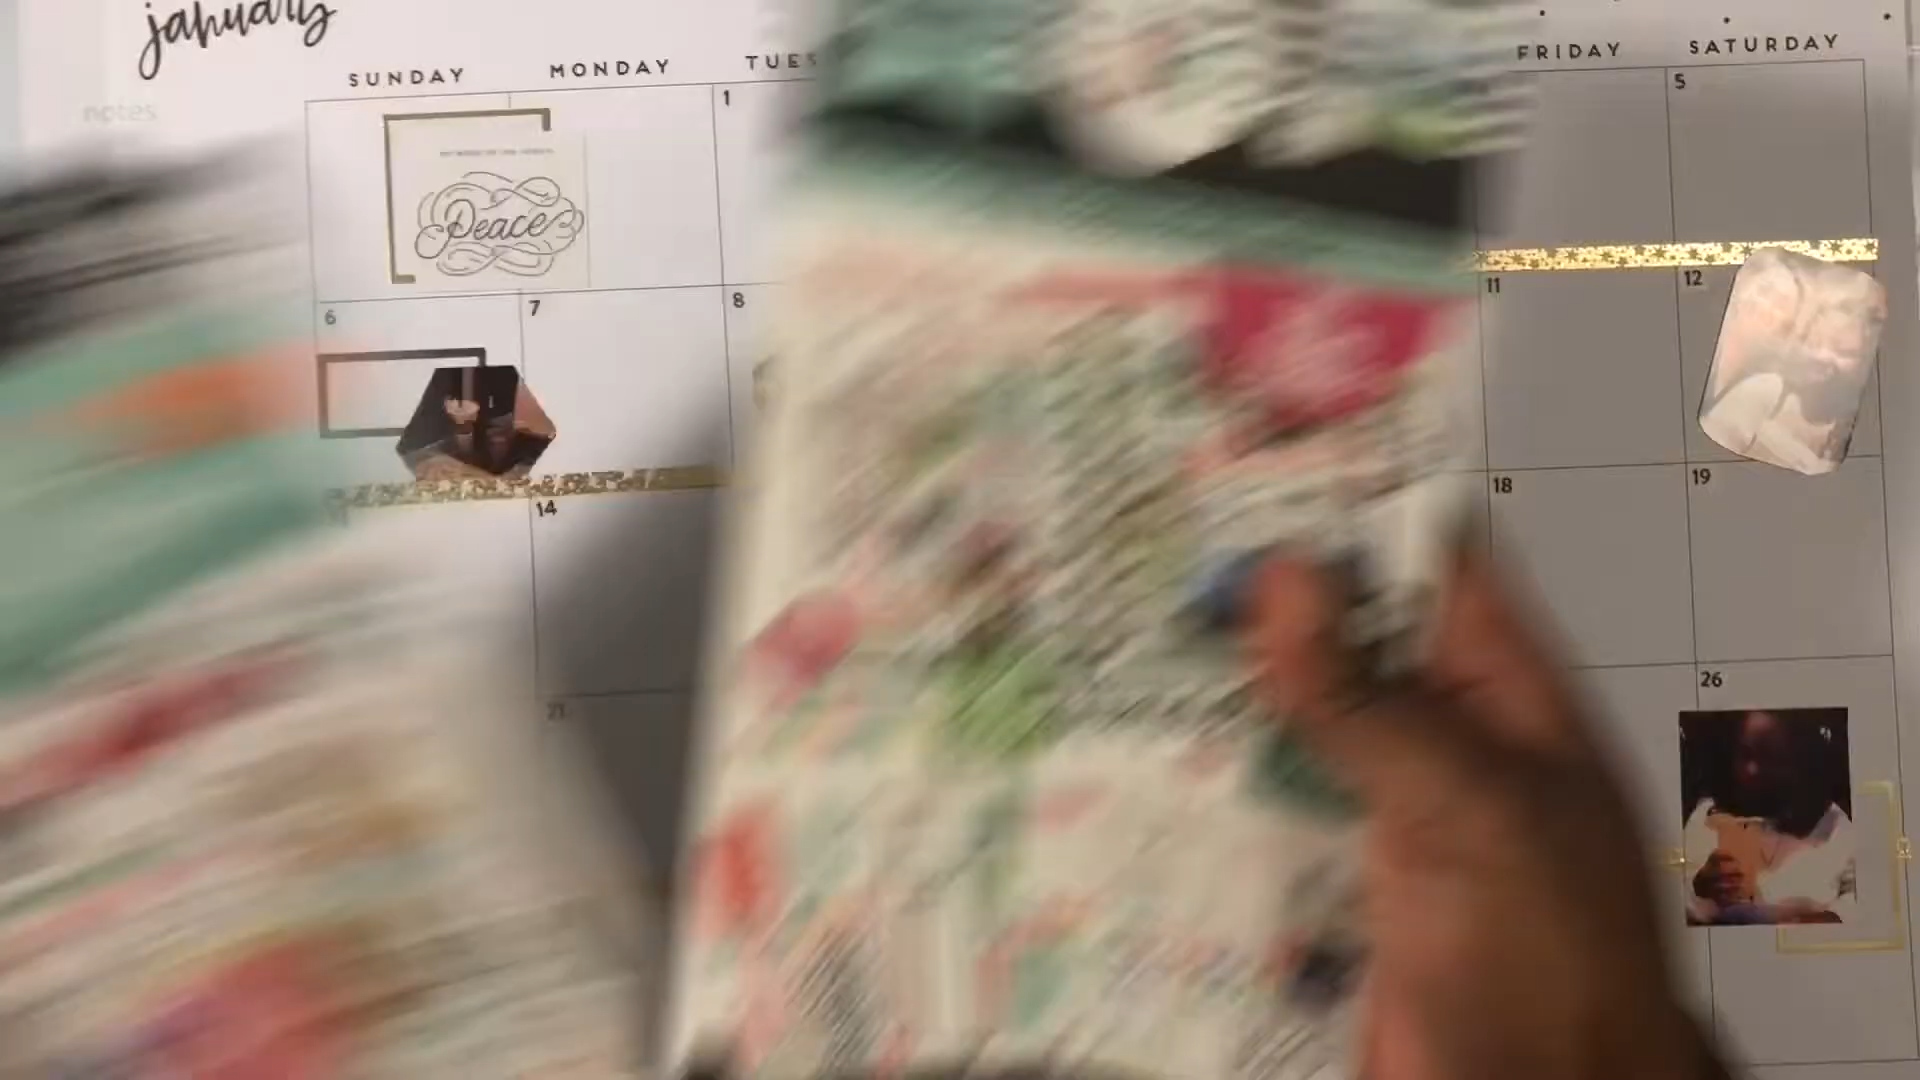 january
SUNDAY MONDAY TUES FRIDAY SATURDAY
notes
1 5
Peace
6 7 8 11 12
14 18 19
21 26